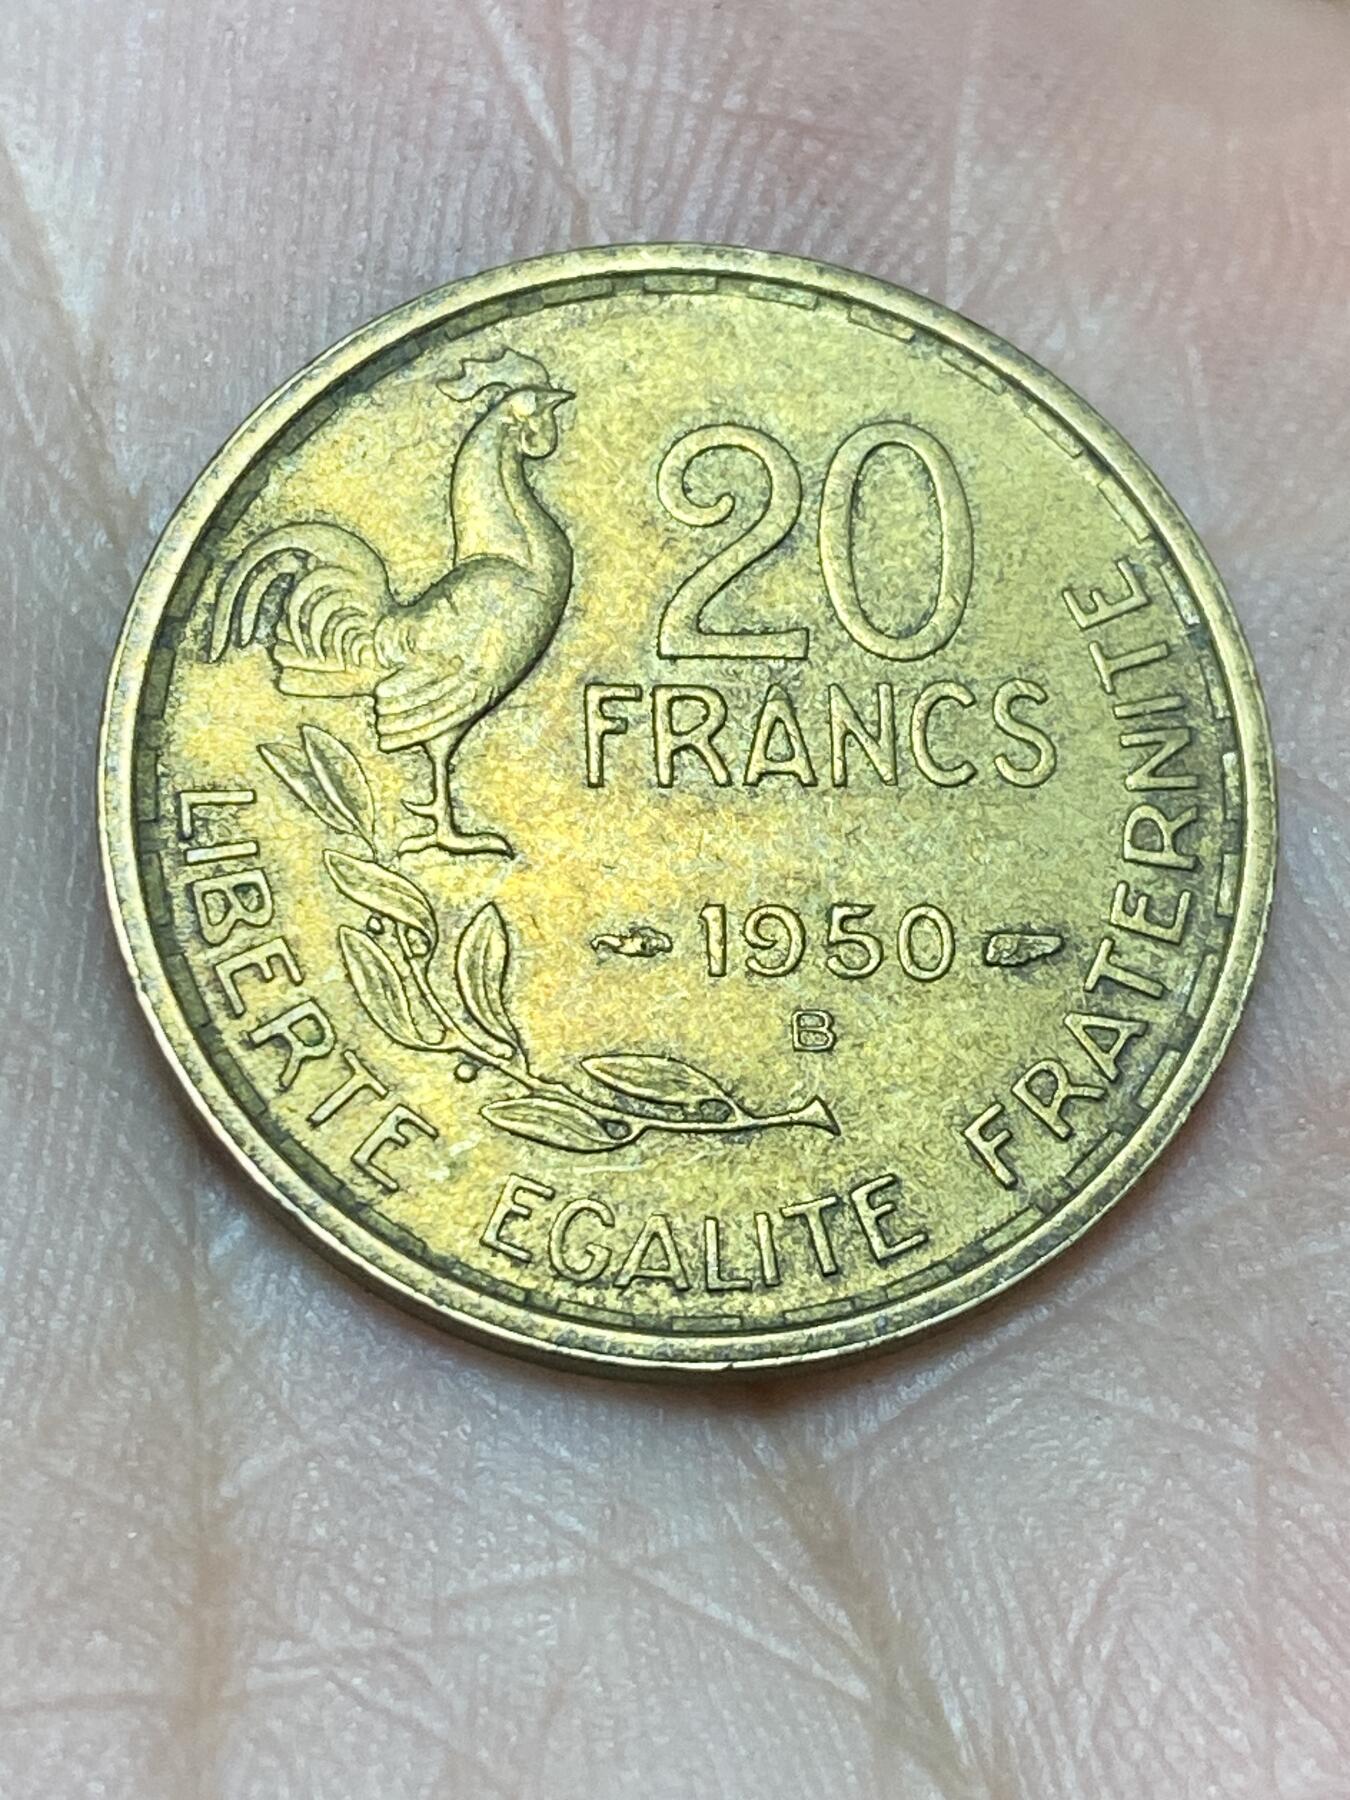 20
FRANCS
1950
B
LIBERTE EGALITE FRATERNITE